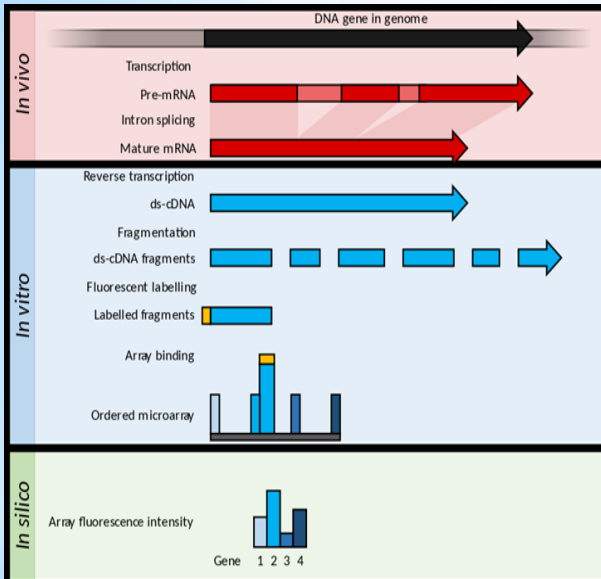 In vivo
DNA gene in genome
Transcription
Pre-mRNA
Intron splicing
Mature mRNA
In vitro
Reverse transcription
ds-cDNA
Fragmentation
ds-cDNA fragments
Fluorescent labelling
Labelled fragments
Array binding
Ordered microarray
In silico
Array fluorescence intensity
Gene 1 2 3 4